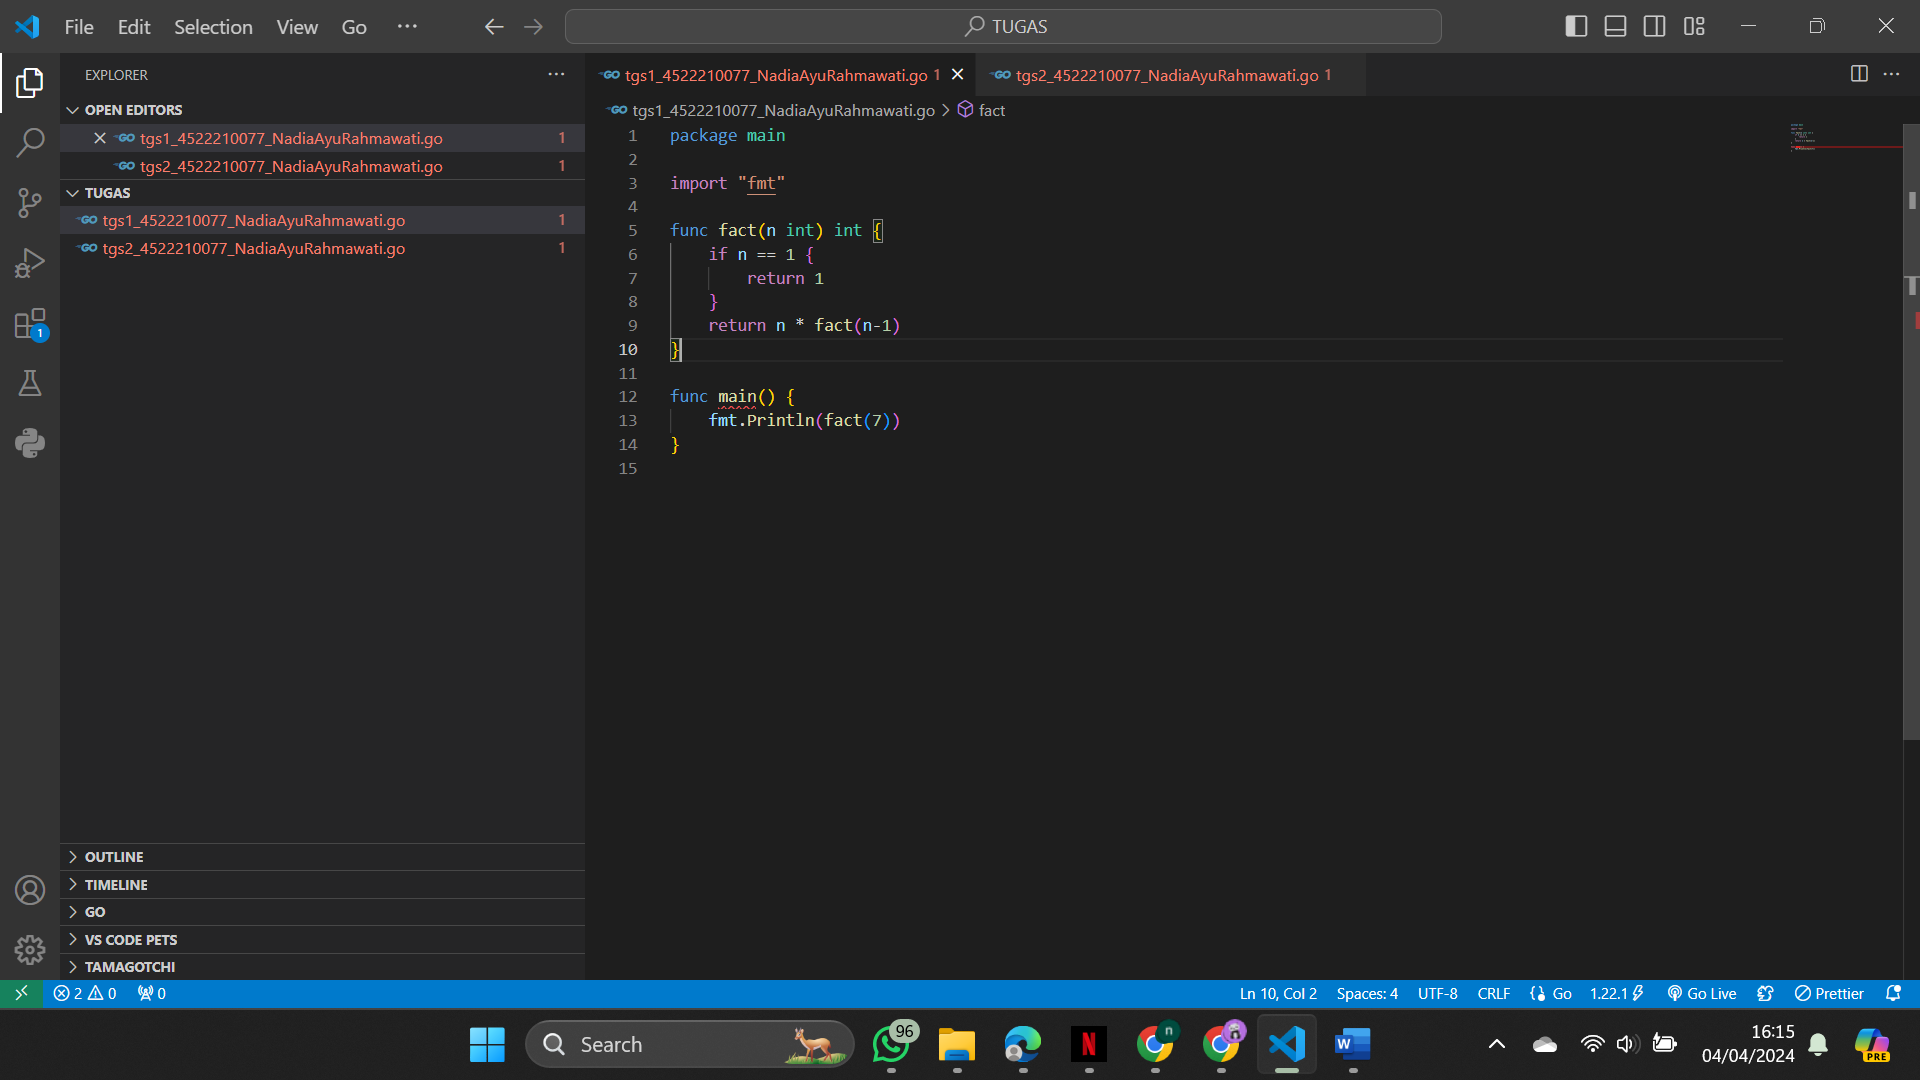 File Edit Selection View Go ... TUGAS
EXPLORER ...
OPEN EDITORS
tgs1_4522210077_NadiaAyuRahmawati.go 1
tgs2_4522210077_NadiaAyuRahmawati.go 1
TUGAS
tgs1_4522210077_NadiaAyuRahmawati.go 1
tgs2_4522210077_NadiaAyuRahmawati.go 1
1
OUTLINE
TIMELINE
GO
VS CODE PETS
TAMAGOTCHI
tgs1_4522210077_NadiaAyuRahmawati.go 1 tgs2_4522210077_NadiaAyuRahmawati.go 1
tgs1_4522210077_NadiaAyuRahmawati.go > fact
1 package main
2
3 import "fmt"
4
5 func fact(n int) int {
6 if n == 1 {
7 return 1
8 }
9 return n * fact(n-1)
10 }
11
12 func main() {
13 fmt.Println(fact(7))
14 }
15
2 0 0 Ln 10, Col 2 Spaces: 4 UTF-8 CRLF {} Go 1.22.1 Go Live Prettier
Search 96 n N W 16:15
04/04/2024 PRE